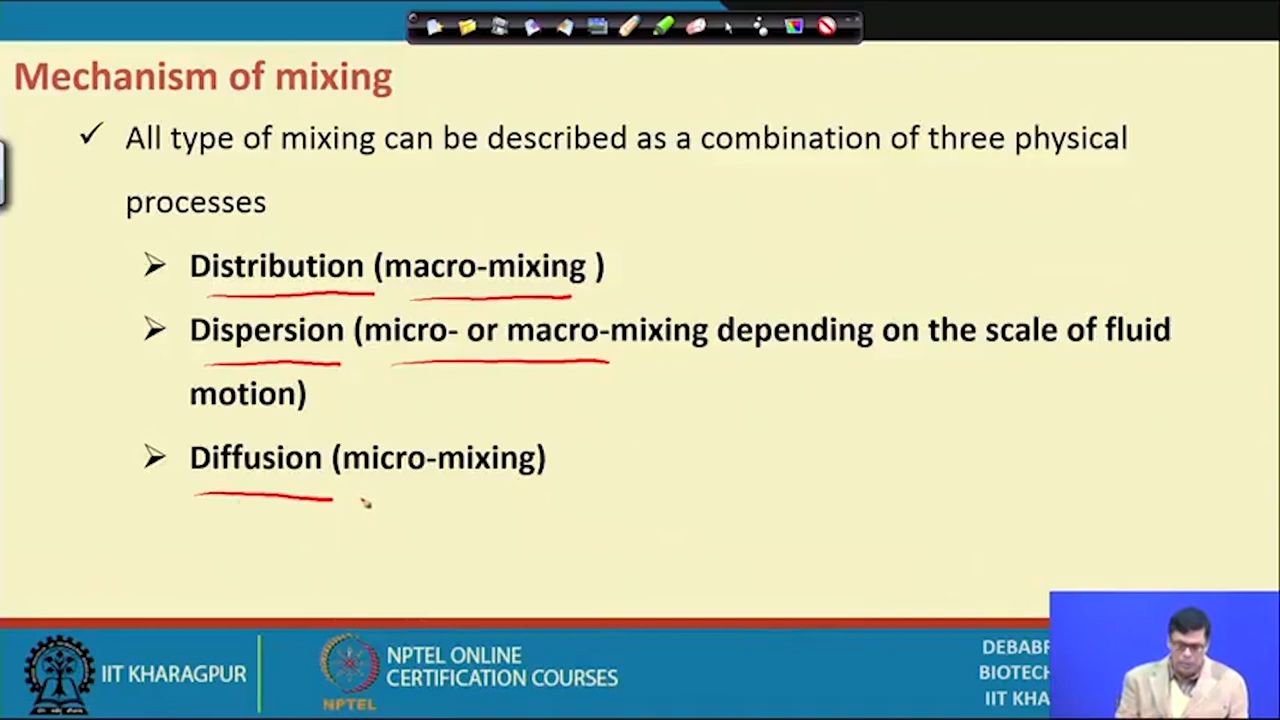 Mechanism of mixing
✓ All type of mixing can be described as a combination of three physical
processes
➢ Distribution (macro-mixing )
➢ Dispersion (micro- or macro-mixing depending on the scale of fluid
motion)
➢ Diffusion (micro-mixing)
IIT KHARAGPUR
NPTEL
NPTEL ONLINE
CERTIFICATION COURSES
IIT KHA